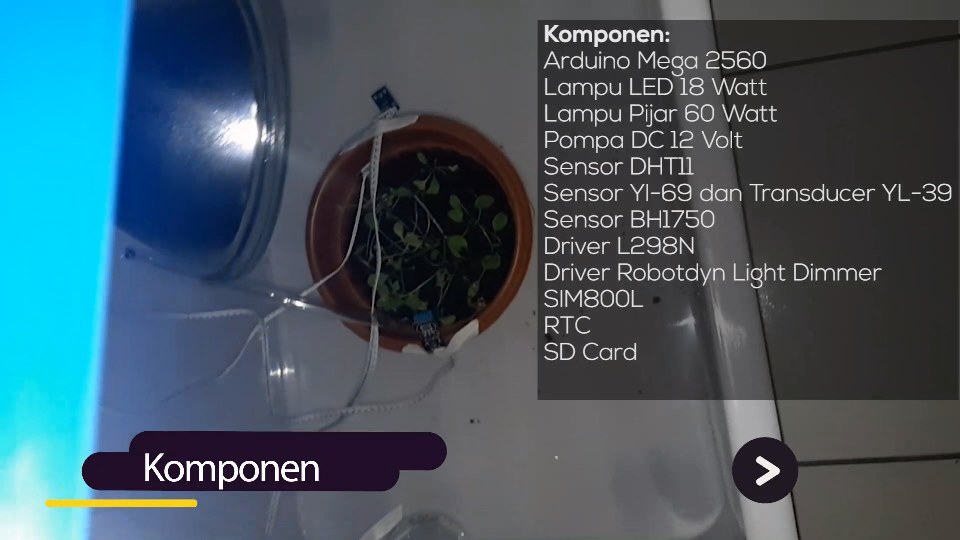 Komponen:
Arduino Mega 2560
Lampu LED 18 Watt
Lampu Pijar 60 Watt
Pompa DC 12 Volt
Sensor DHT11
Sensor Yl-69 dan Transducer YL-39
Sensor BH1750
Driver L298N
Driver Robotdyn Light Dimmer
SIM800L
RTC
SD Card
Komponen